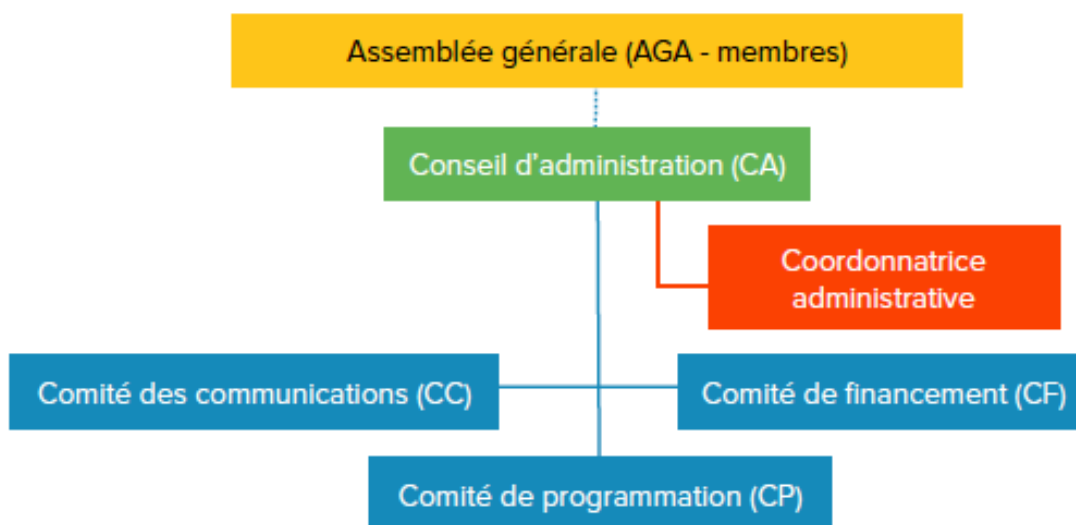 Assemblée générale (AGA - membres)
Conseil d'administration (CA)
Coordonnatrice
administrative
Comité des communications (CC)
Comité de financement (CF)
Comité de programmation (CP)